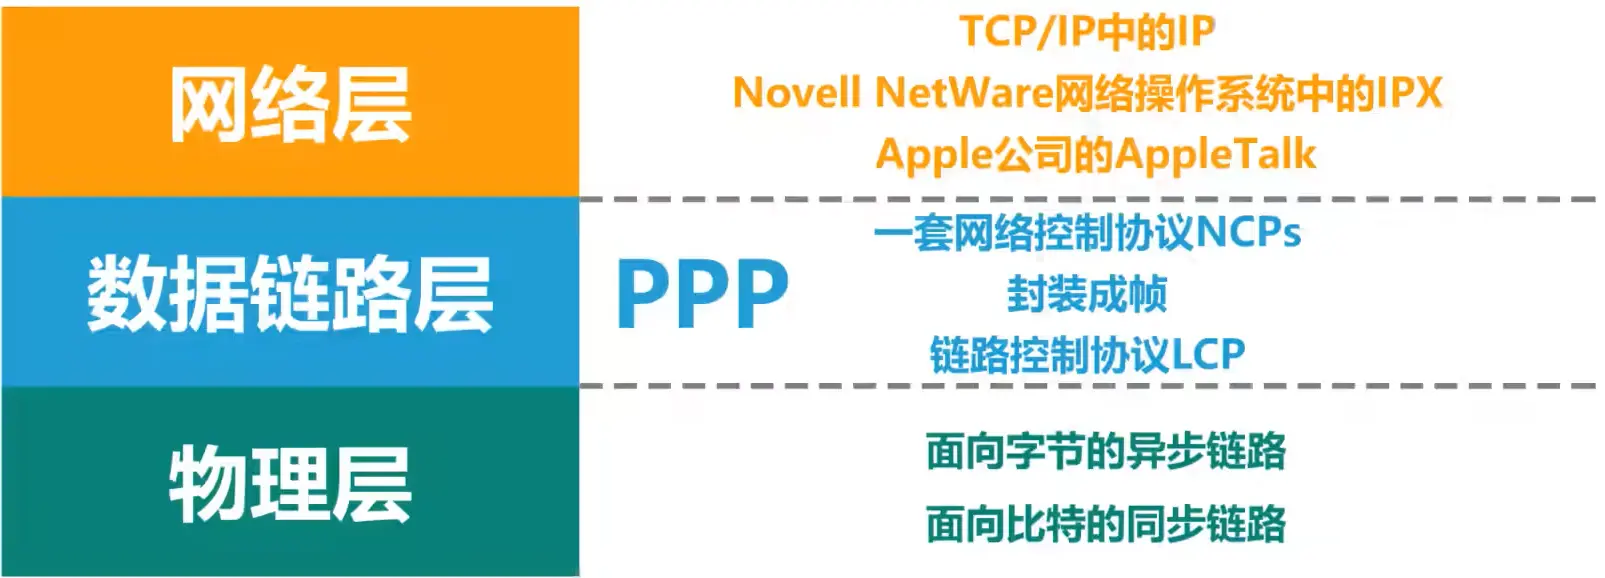 网络层
TCP/IP中的IP
Novell NetWare网络操作系统中的IPX
Apple公司的AppleTalk
数据链路层
PPP
一套网络控制协议NCPs
封装成帧
链路控制协议LCP
物理层
面向字节的异步链路
面向比特的同步链路